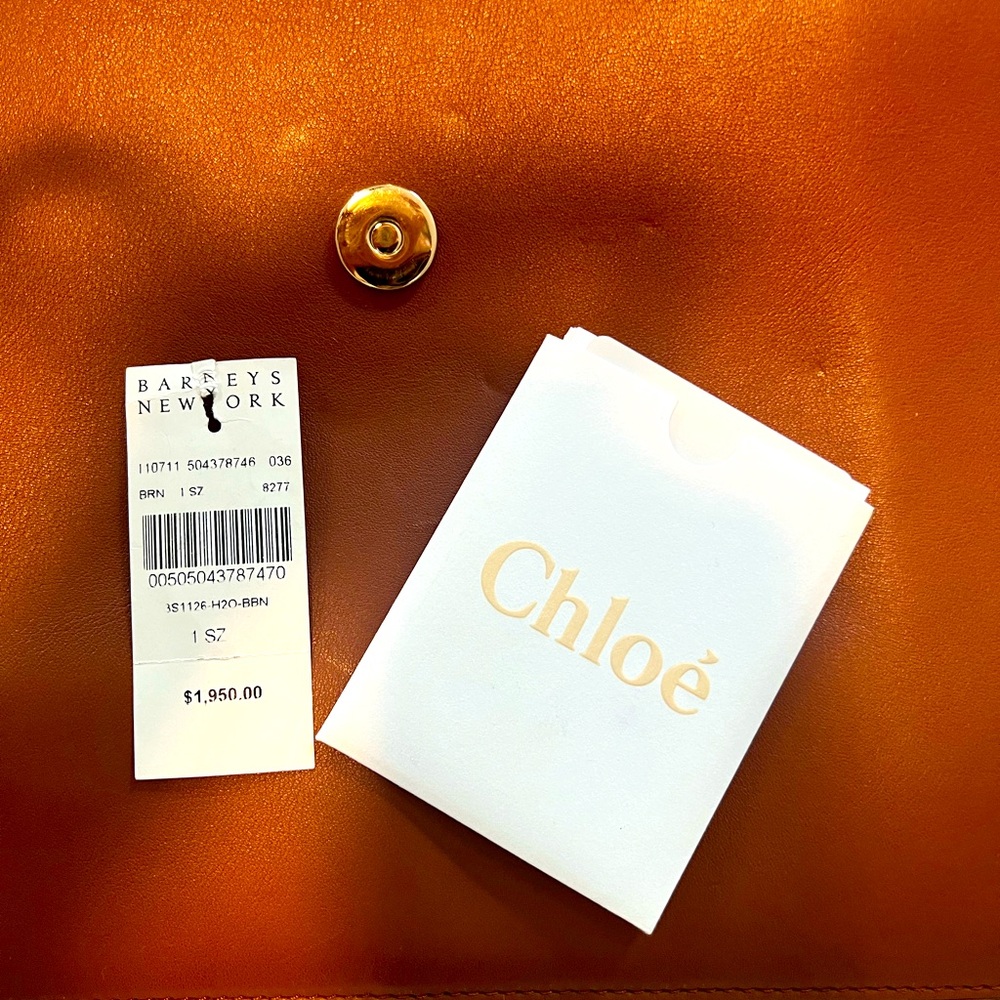 BARNEYS
NEW YORK
110711 504378746 036
BRN 1 SZ 8277
00505043787470
3S1126-H2O-BBN
1 SZ
$1,950.00
Chloé